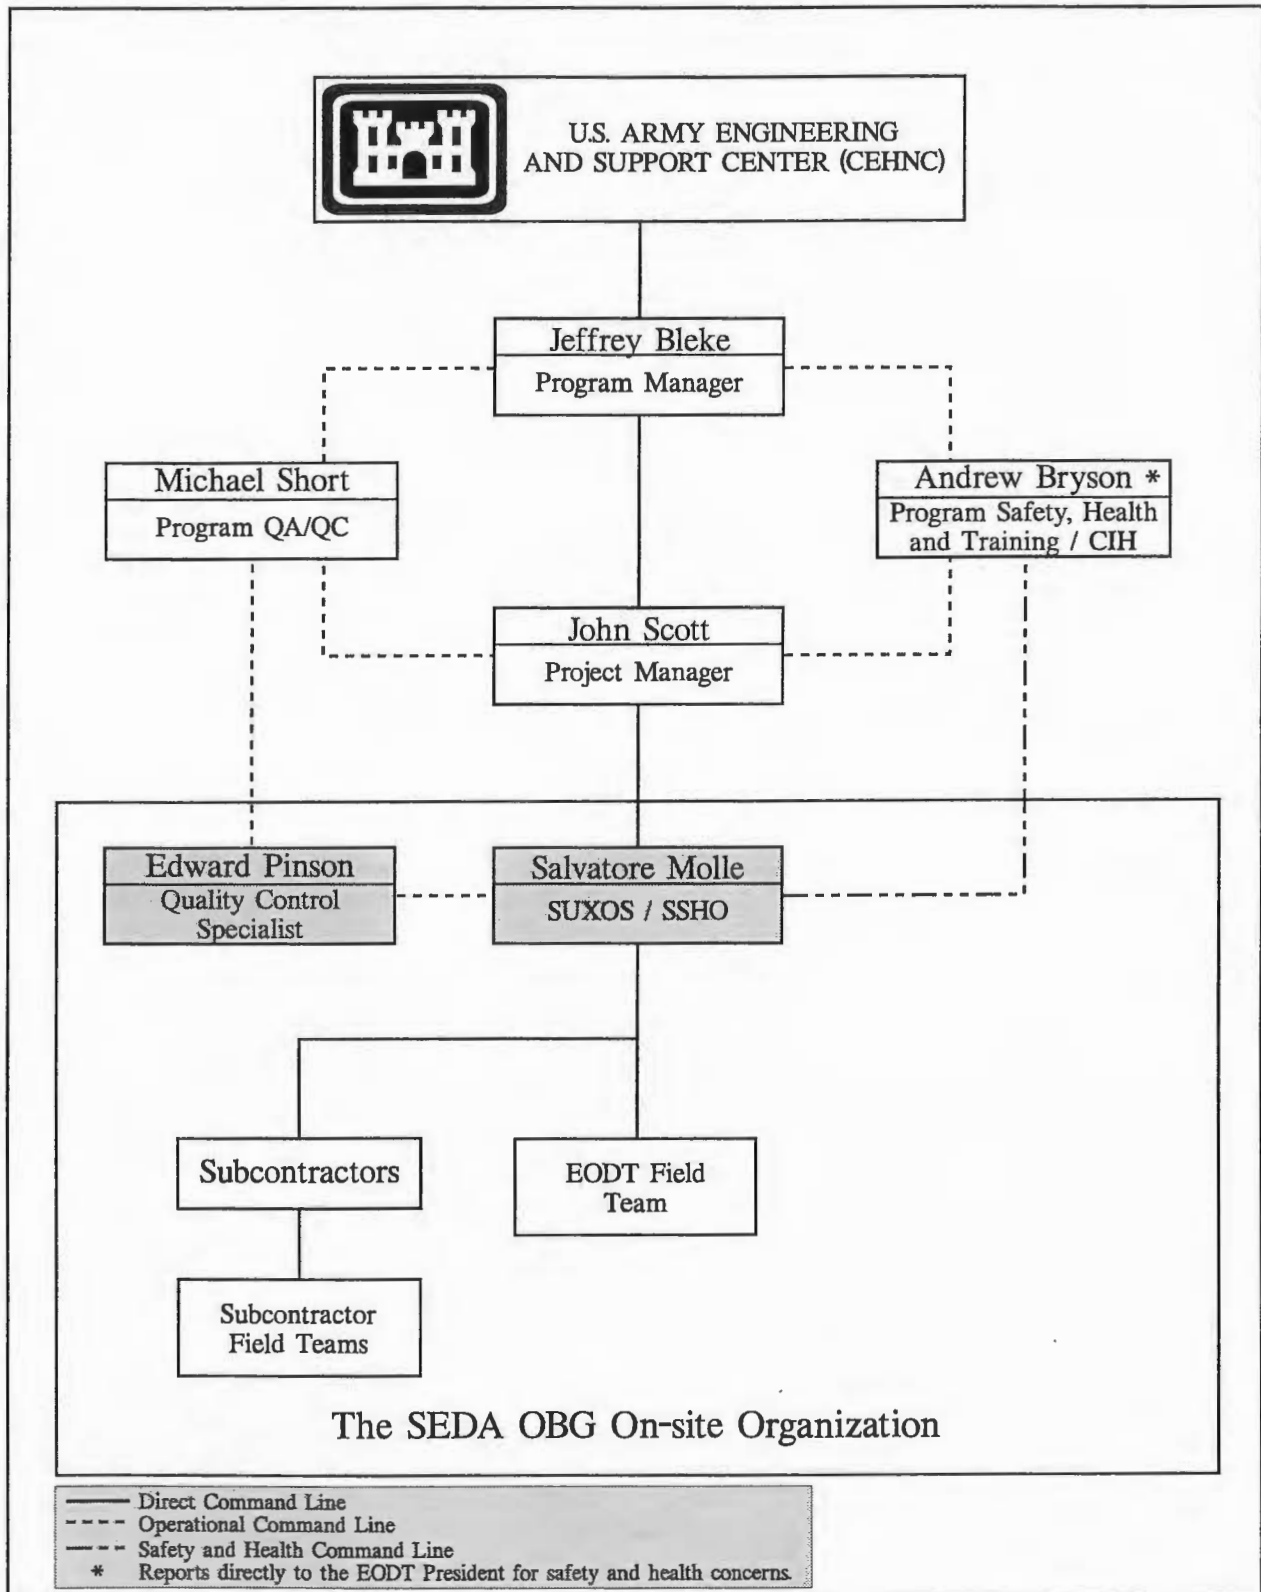 U.S. ARMY ENGINEERING
AND SUPPORT CENTER (CEHNC)
Jeffrey Bleke
Program Manager
Michael Short
Program QA/QC
Andrew Bryson *
Program Safety, Health
and Training / CIH
John Scott
Project Manager
Edward Pinson
Quality Control
Specialist
Salvatore Molle
SUXOS / SSHO
Subcontractors
EODT Field
Team
Subcontractor
Field Teams
The SEDA OBG On-site Organization
Direct Command Line
Operational Command Line
Safety and Health Command Line
* Reports directly to the EODT President for safety and health concerns.